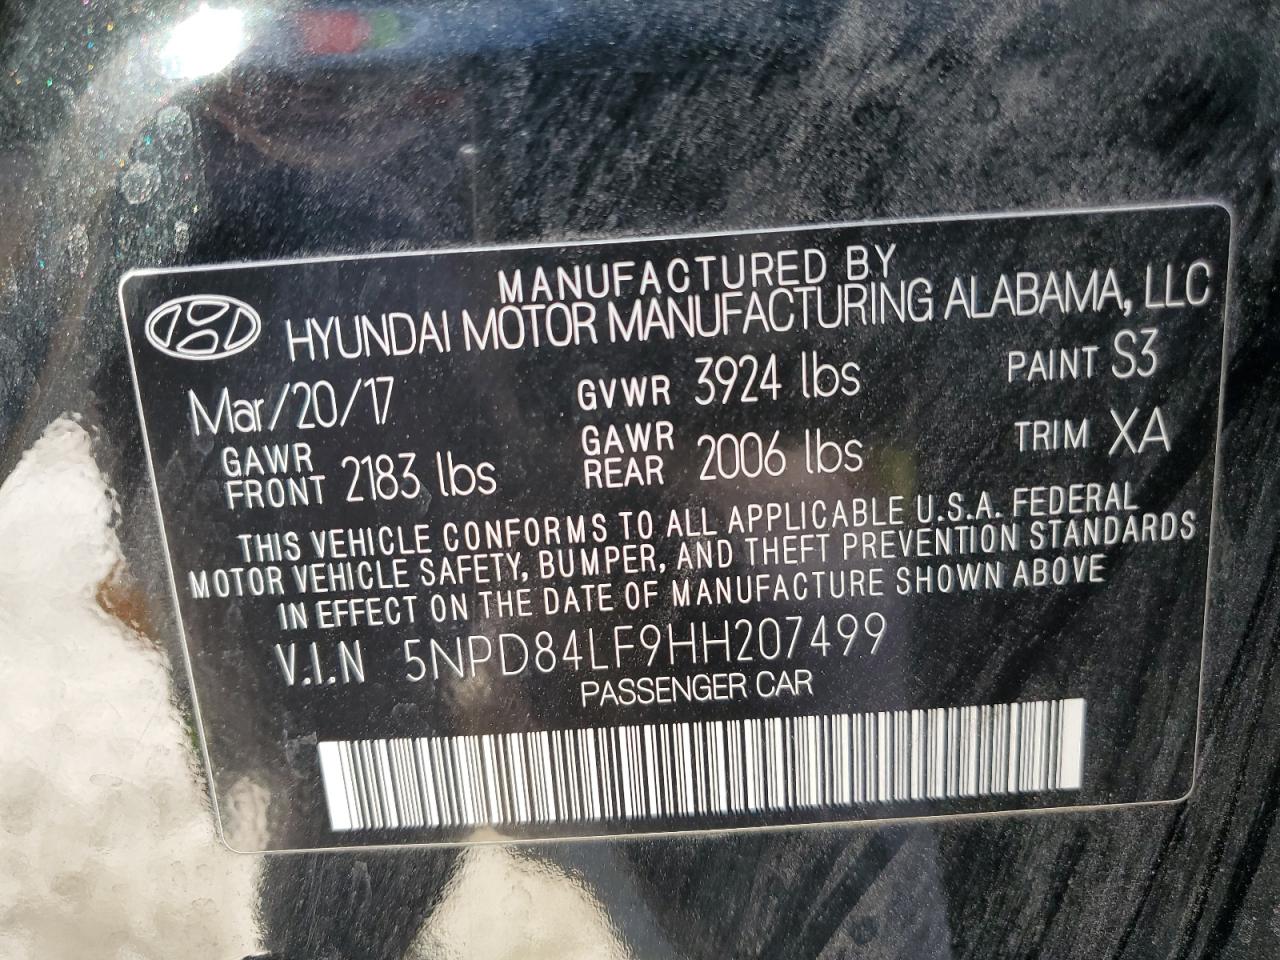 MANUFACTURED BY
HYUNDAI MOTOR MANUFACTURING ALABAMA, LLC
Mar/20/17 GVWR 3924 lbs PAINT S3
GAWR FRONT 2183 lbs GAWR REAR 2006 lbs TRIM XA
THIS VEHICLE CONFORMS TO ALL APPLICABLE U.S.A. FEDERAL
MOTOR VEHICLE SAFETY, BUMPER, AND THEFT PREVENTION STANDARDS
IN EFFECT ON THE DATE OF MANUFACTURE SHOWN ABOVE
V.I.N 5NPD84LF9HH207499
PASSENGER CAR